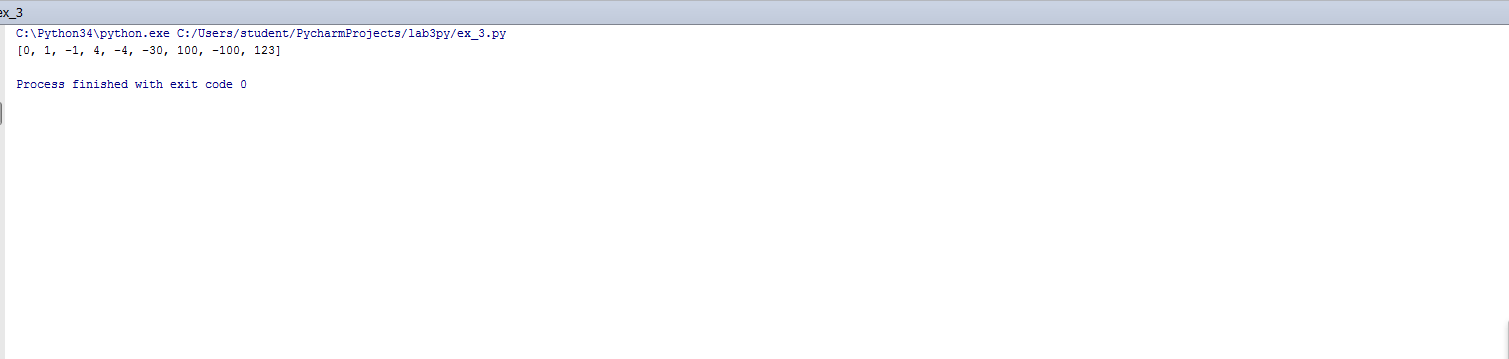 ex_3
C:\Python34\python.exe C:/Users/student/PycharmProjects/lab3py/ex_3.py
[0, 1, -1, 4, -4, -30, 100, -100, 123]
Process finished with exit code 0